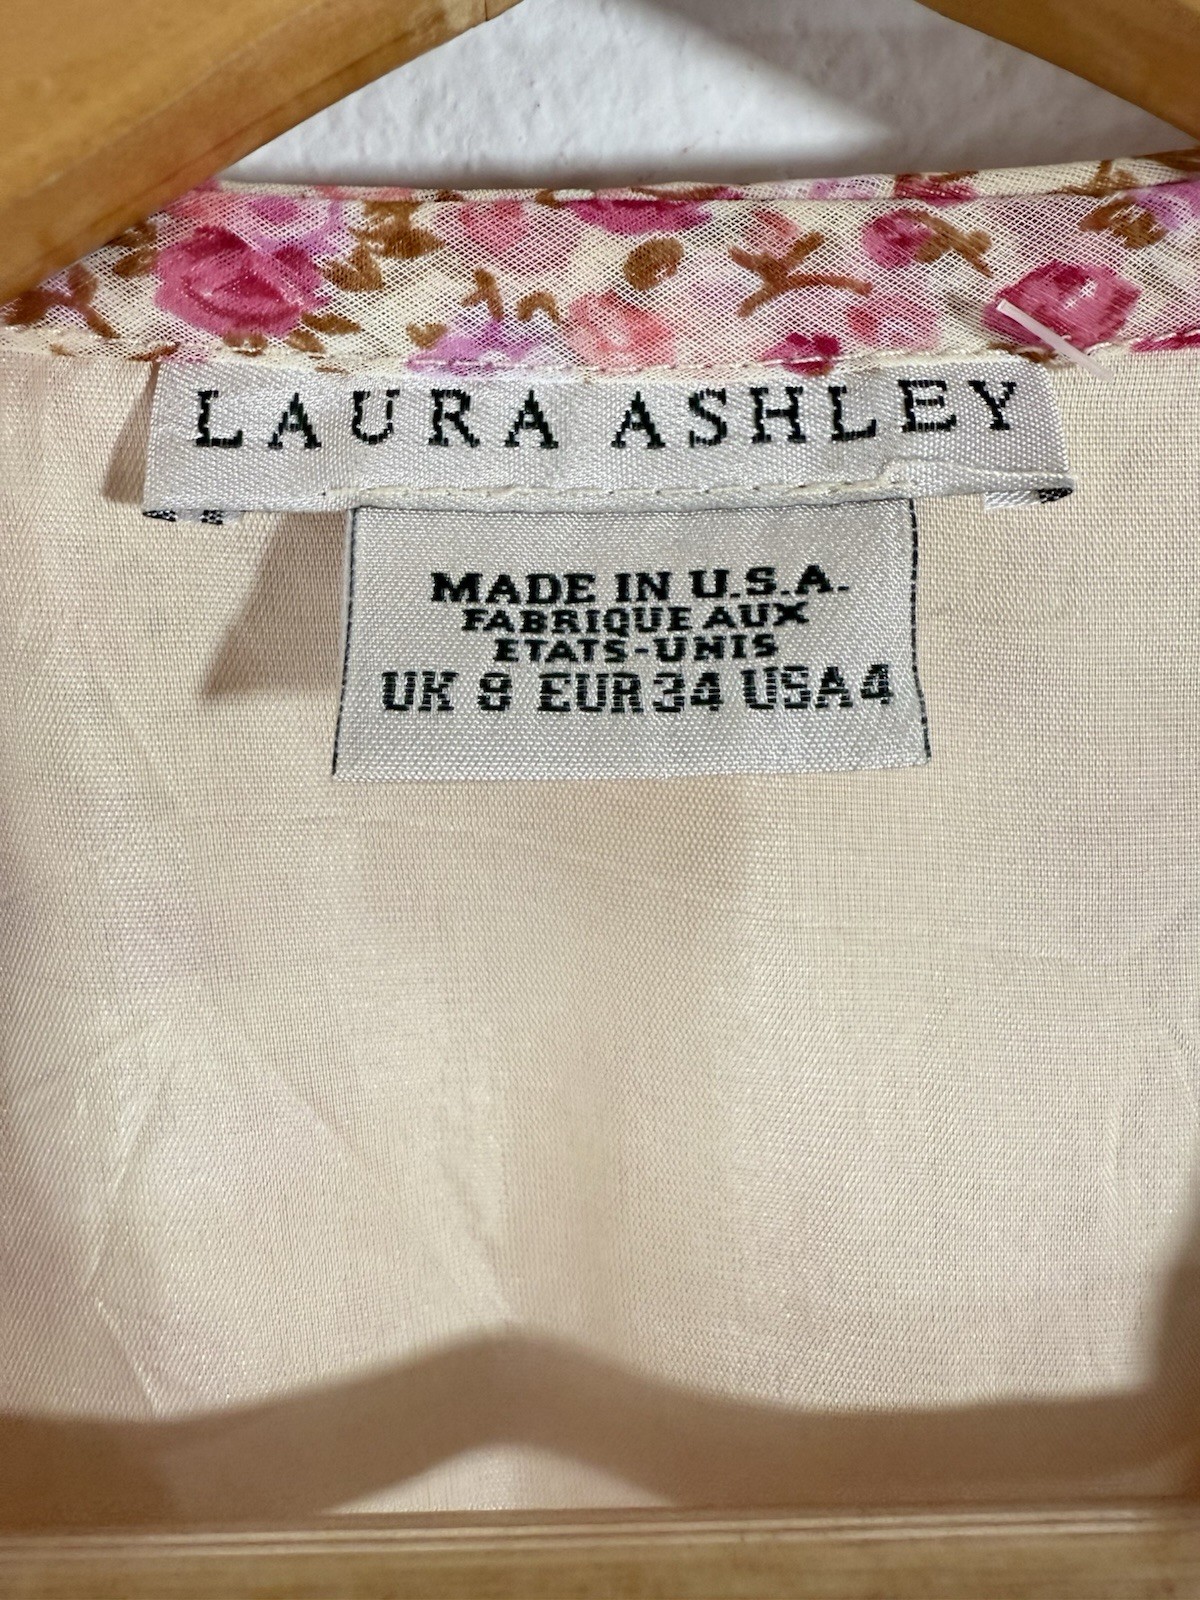 LAURA ASHLEY
MADE IN U.S.A.
FABRIQUE AUX
ETATS-UNIS
UK 8 EUR 34 USA 4